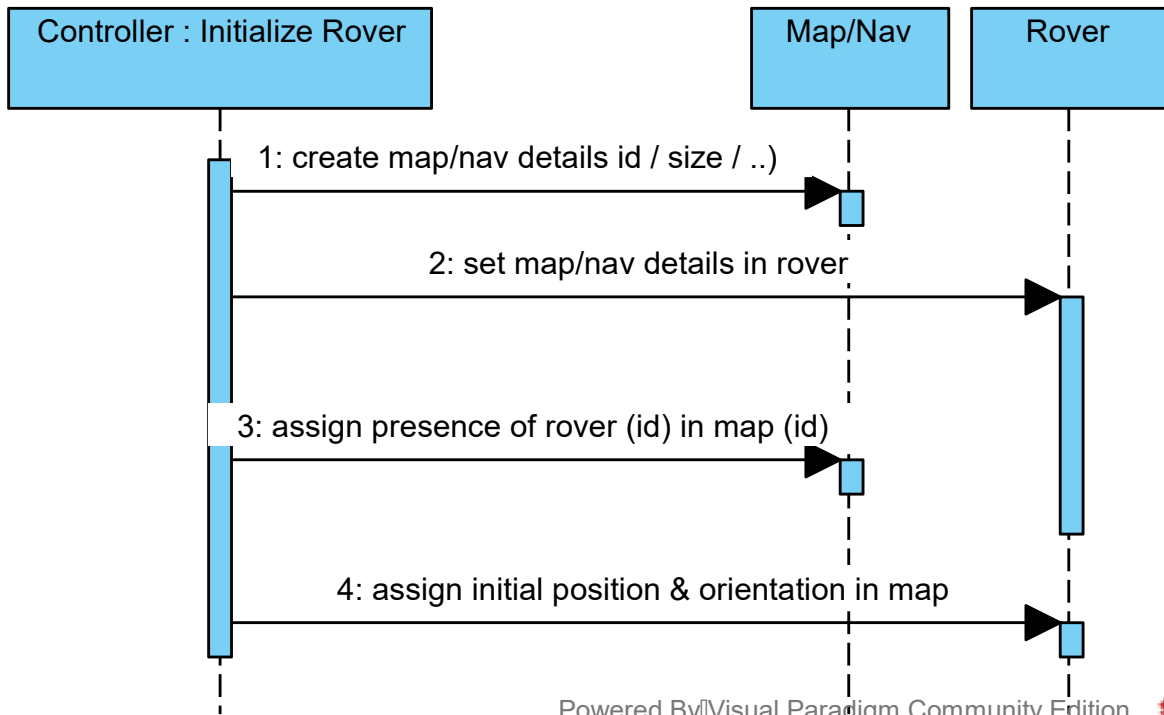 Controller : Initialize Rover
Map/Nav
Rover
1: create map/nav details id / size / ..)
2: set map/nav details in rover
3: assign presence of rover (id) in map (id)
4: assign initial position & orientation in map
Powered By▯Visual Paradigm Community Edition